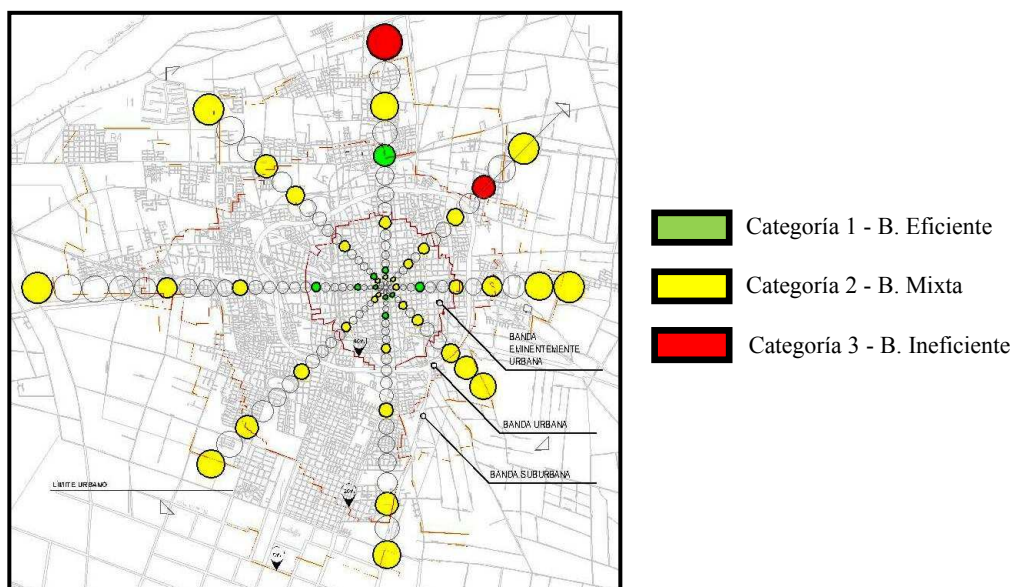 Categoría 1 - B. Eficiente
Categoría 2 - B. Mixta
Categoría 3 - B. Ineficiente
BANDA
EMINENTEMENTE
URBANA
BANDA URBANA
BANDA SUBURBANA
LIMITE URBANO